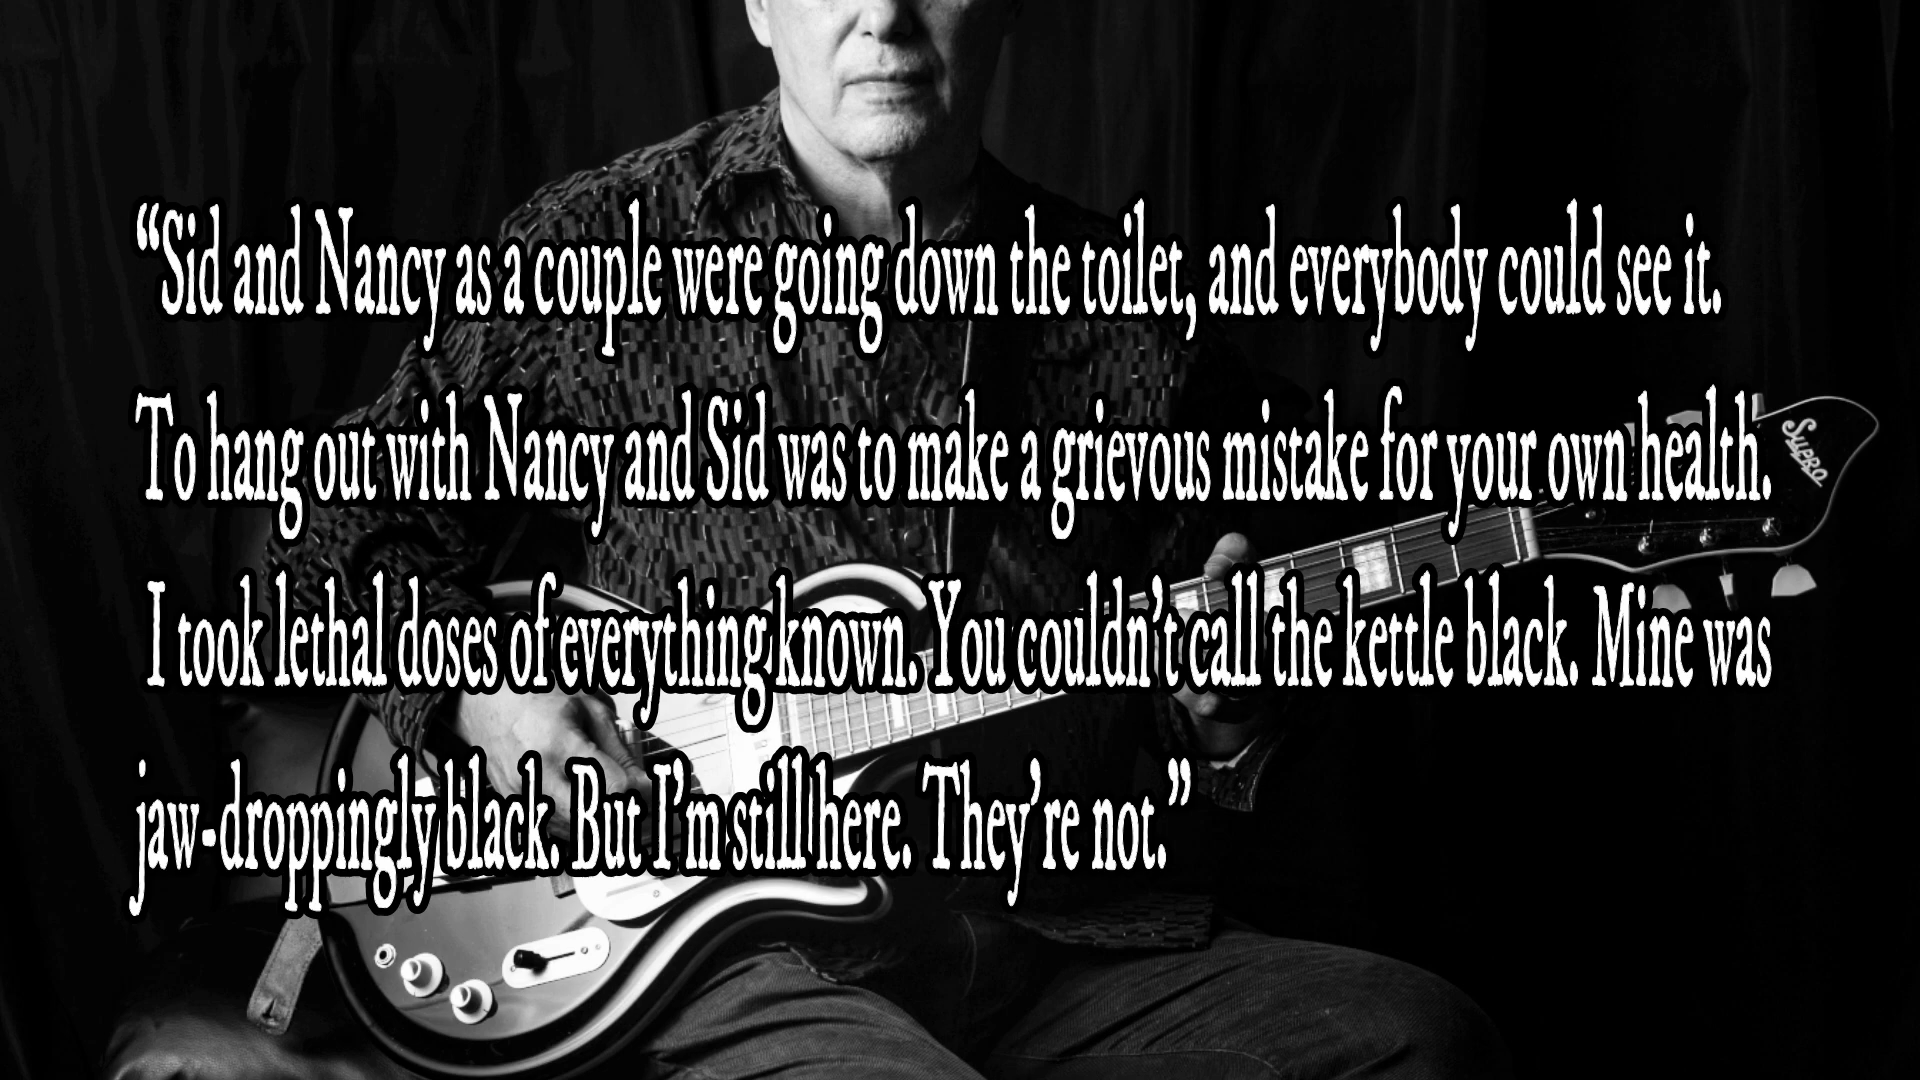 “Sid and Nancy as a couple were going down the toilet, and everybody could see it.
To hang out with Nancy and Sid was to make a grievous mistake for your own health.
I took lethal doses of everything known. You couldn’t call the kettle black. Mine was
jaw-droppingly black. But I’m still here. They’re not.”
SUPRO